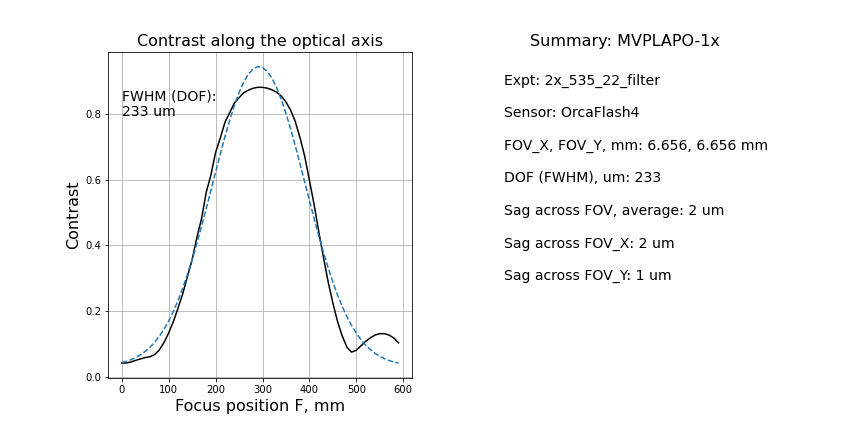 Contrast along the optical axis
FWHM (DOF):
233 um
0.8
0.6
0.4
0.2
0.0
Contrast
0 100 200 300 400 500 600
Focus position F, mm
Summary: MVPLAPO-1x
Expt: 2x_535_22_filter
Sensor: OrcaFlash4
FOV_X, FOV_Y, mm: 6.656, 6.656 mm
DOF (FWHM), um: 233
Sag across FOV, average: 2 um
Sag across FOV_X: 2 um
Sag across FOV_Y: 1 um